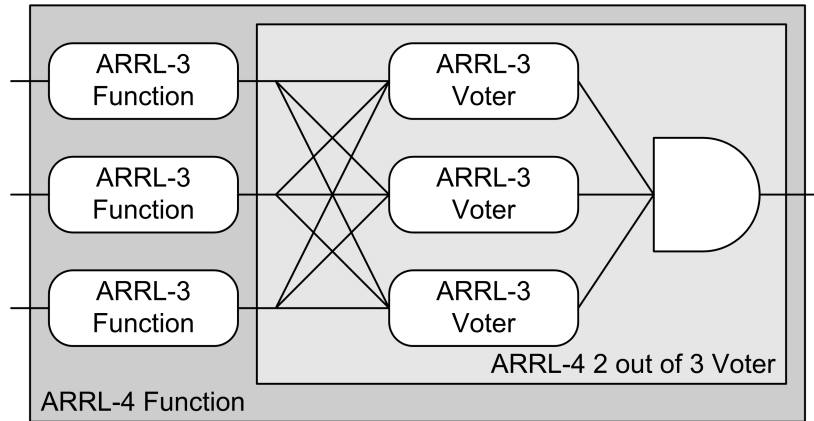 ARRL-3
Function
ARRL-3
Voter
ARRL-3
Function
ARRL-3
Voter
ARRL-3
Function
ARRL-3
Voter
ARRL-4 2 out of 3 Voter
ARRL-4 Function